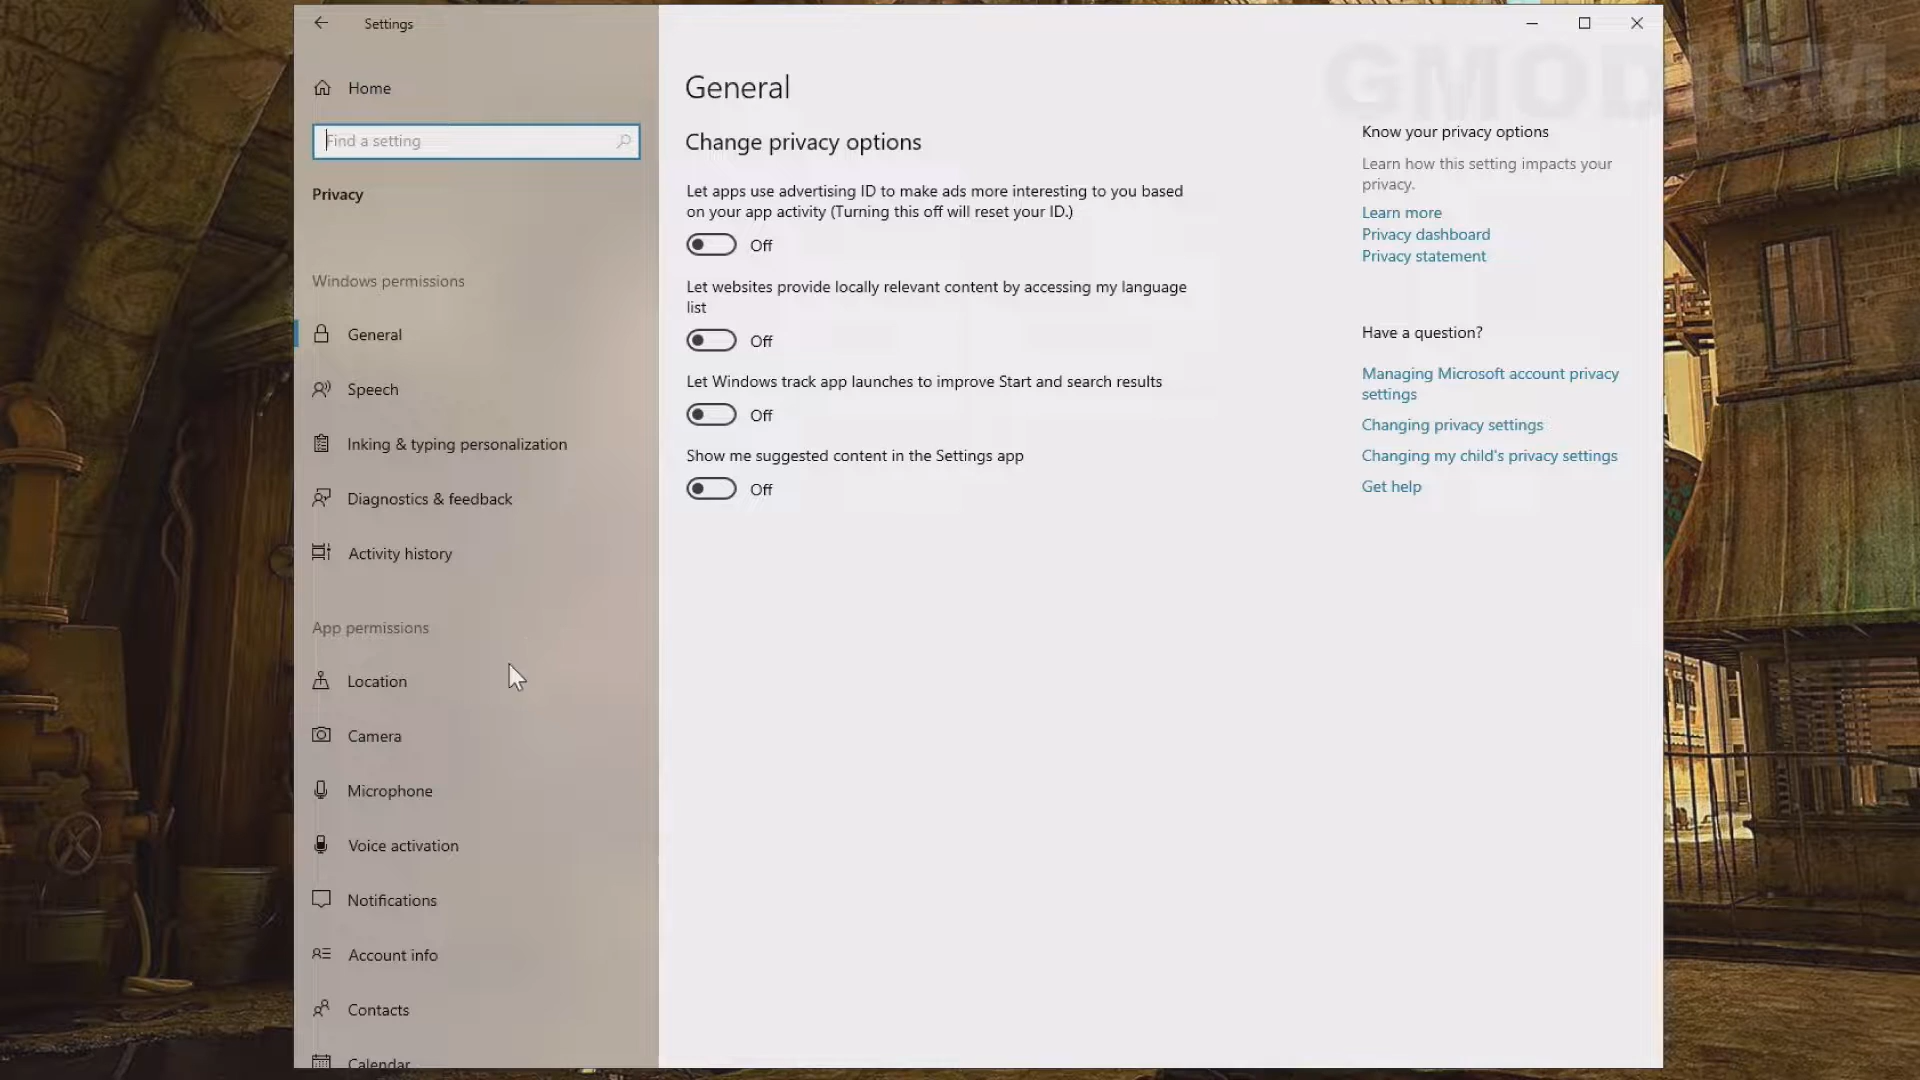 Settings
GMODISM
Home
Find a setting
Privacy
Windows permissions
General
Speech
Inking & typing personalization
Diagnostics & feedback
Activity history
App permissions
Location
Camera
Microphone
Voice activation
Notifications
Account info
Contacts
Calendar
General
Change privacy options
Let apps use advertising ID to make ads more interesting to you based
on your app activity (Turning this off will reset your ID.)
Off
Let websites provide locally relevant content by accessing my language
list
Off
Let Windows track app launches to improve Start and search results
Off
Show me suggested content in the Settings app
Off
Know your privacy options
Learn how this setting impacts your
privacy.
Learn more
Privacy dashboard
Privacy statement
Have a question?
Managing Microsoft account privacy
settings
Changing privacy settings
Changing my child's privacy settings
Get help